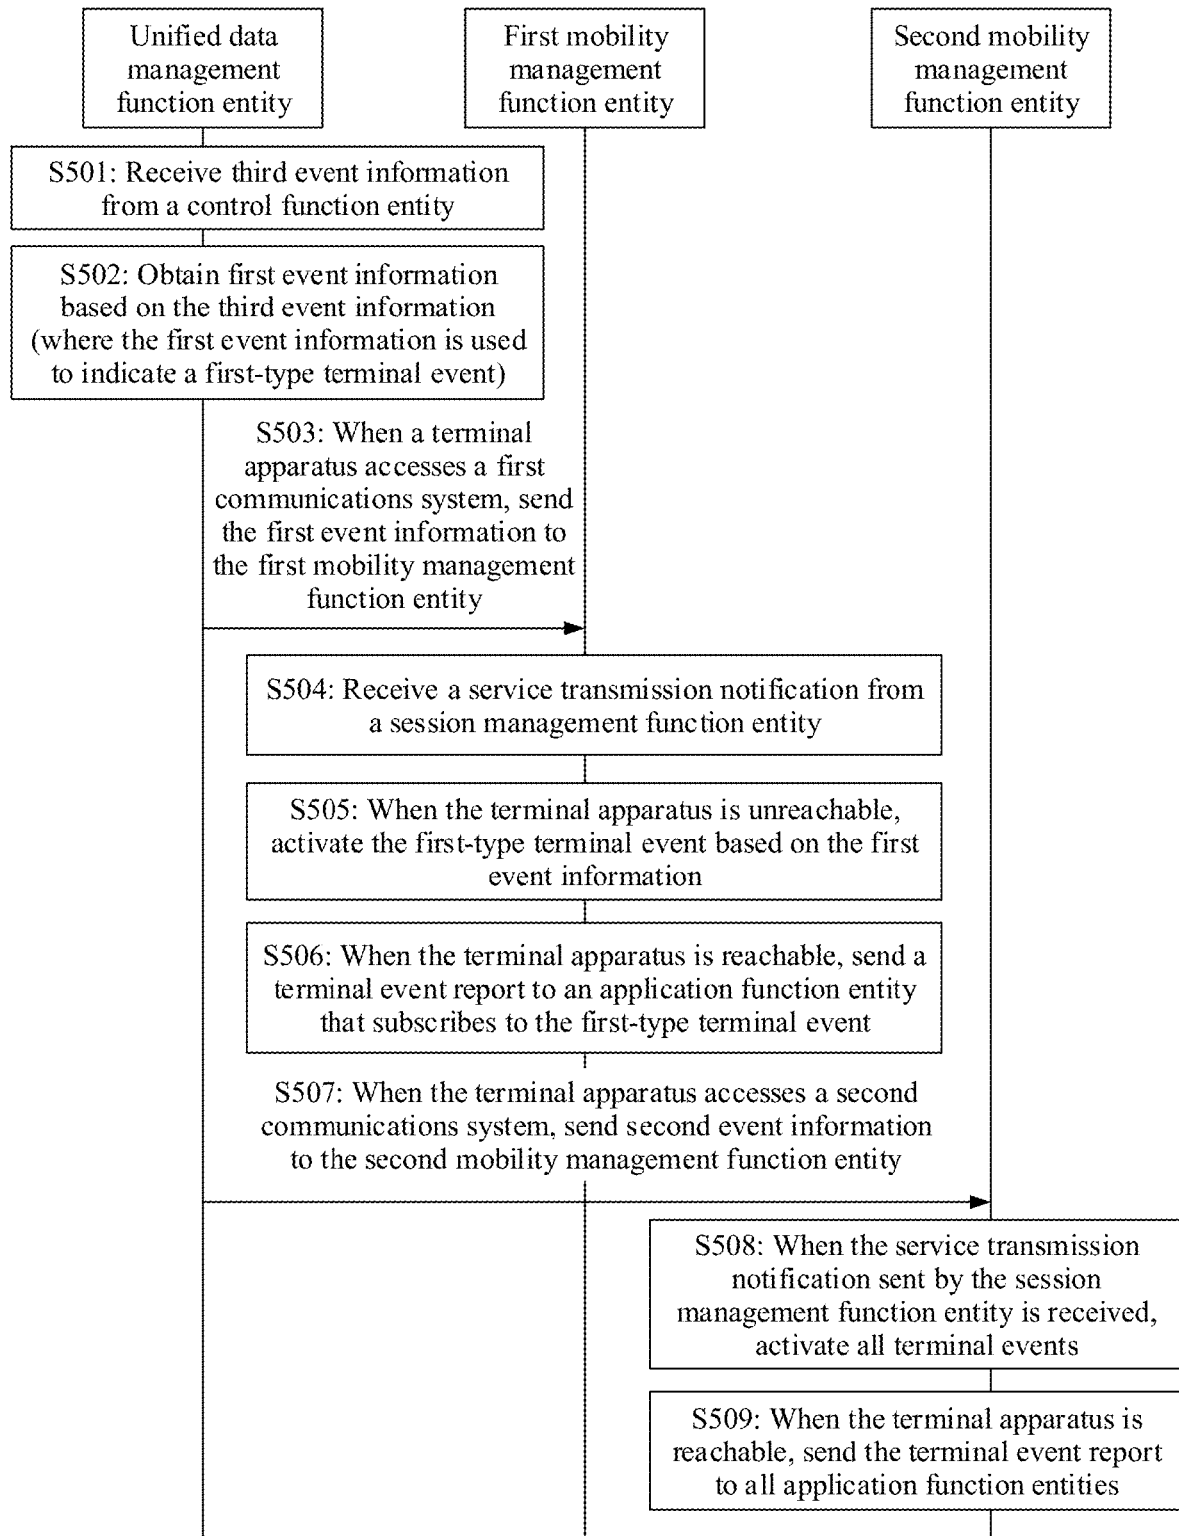 Unified data
management
function entity
First mobility
management
function entity
Second mobility
management
function entity
S501: Receive third event information
from a control function entity
S502: Obtain first event information
based on the third event information
(where the first event information is used
to indicate a first-type terminal event)
S503: When a terminal
apparatus accesses a first
communications system, send
the first event information to
the first mobility management
function entity
S504: Receive a service transmission notification from
a session management function entity
S505: When the terminal apparatus is unreachable,
activate the first-type terminal event based on the first
event information
S506: When the terminal apparatus is reachable, send a
terminal event report to an application function entity
that subscribes to the first-type terminal event
S507: When the terminal apparatus accesses a second
communications system, send second event information
to the second mobility management function entity
S508: When the service transmission
notification sent by the session
management function entity is received,
activate all terminal events
S509: When the terminal apparatus is
reachable, send the terminal event report
to all application function entities